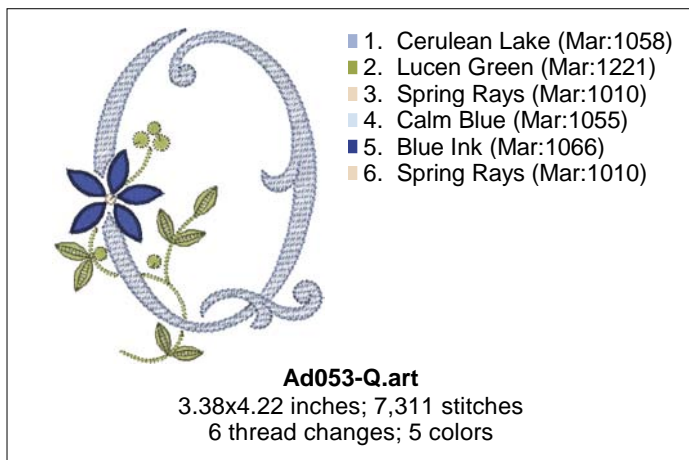 1. Cerulean Lake (Mar:1058)
2. Lucen Green (Mar:1221)
3. Spring Rays (Mar:1010)
4. Calm Blue (Mar:1055)
5. Blue Ink (Mar:1066)
6. Spring Rays (Mar:1010)
Ad053-Q.art
3.38x4.22 inches; 7,311 stitches
6 thread changes; 5 colors